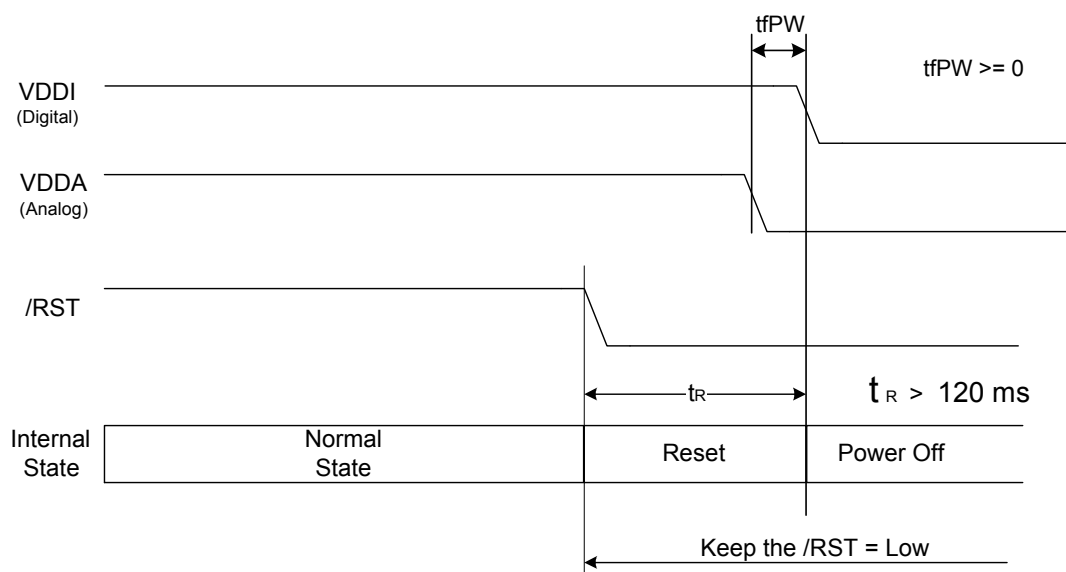 tfPW
tfPW >= 0
VDDI
(Digital)
VDDA
(Analog)
/RST
tR
tR > 120 ms
Internal
State
Normal
State
Reset
Power Off
Keep the /RST = Low